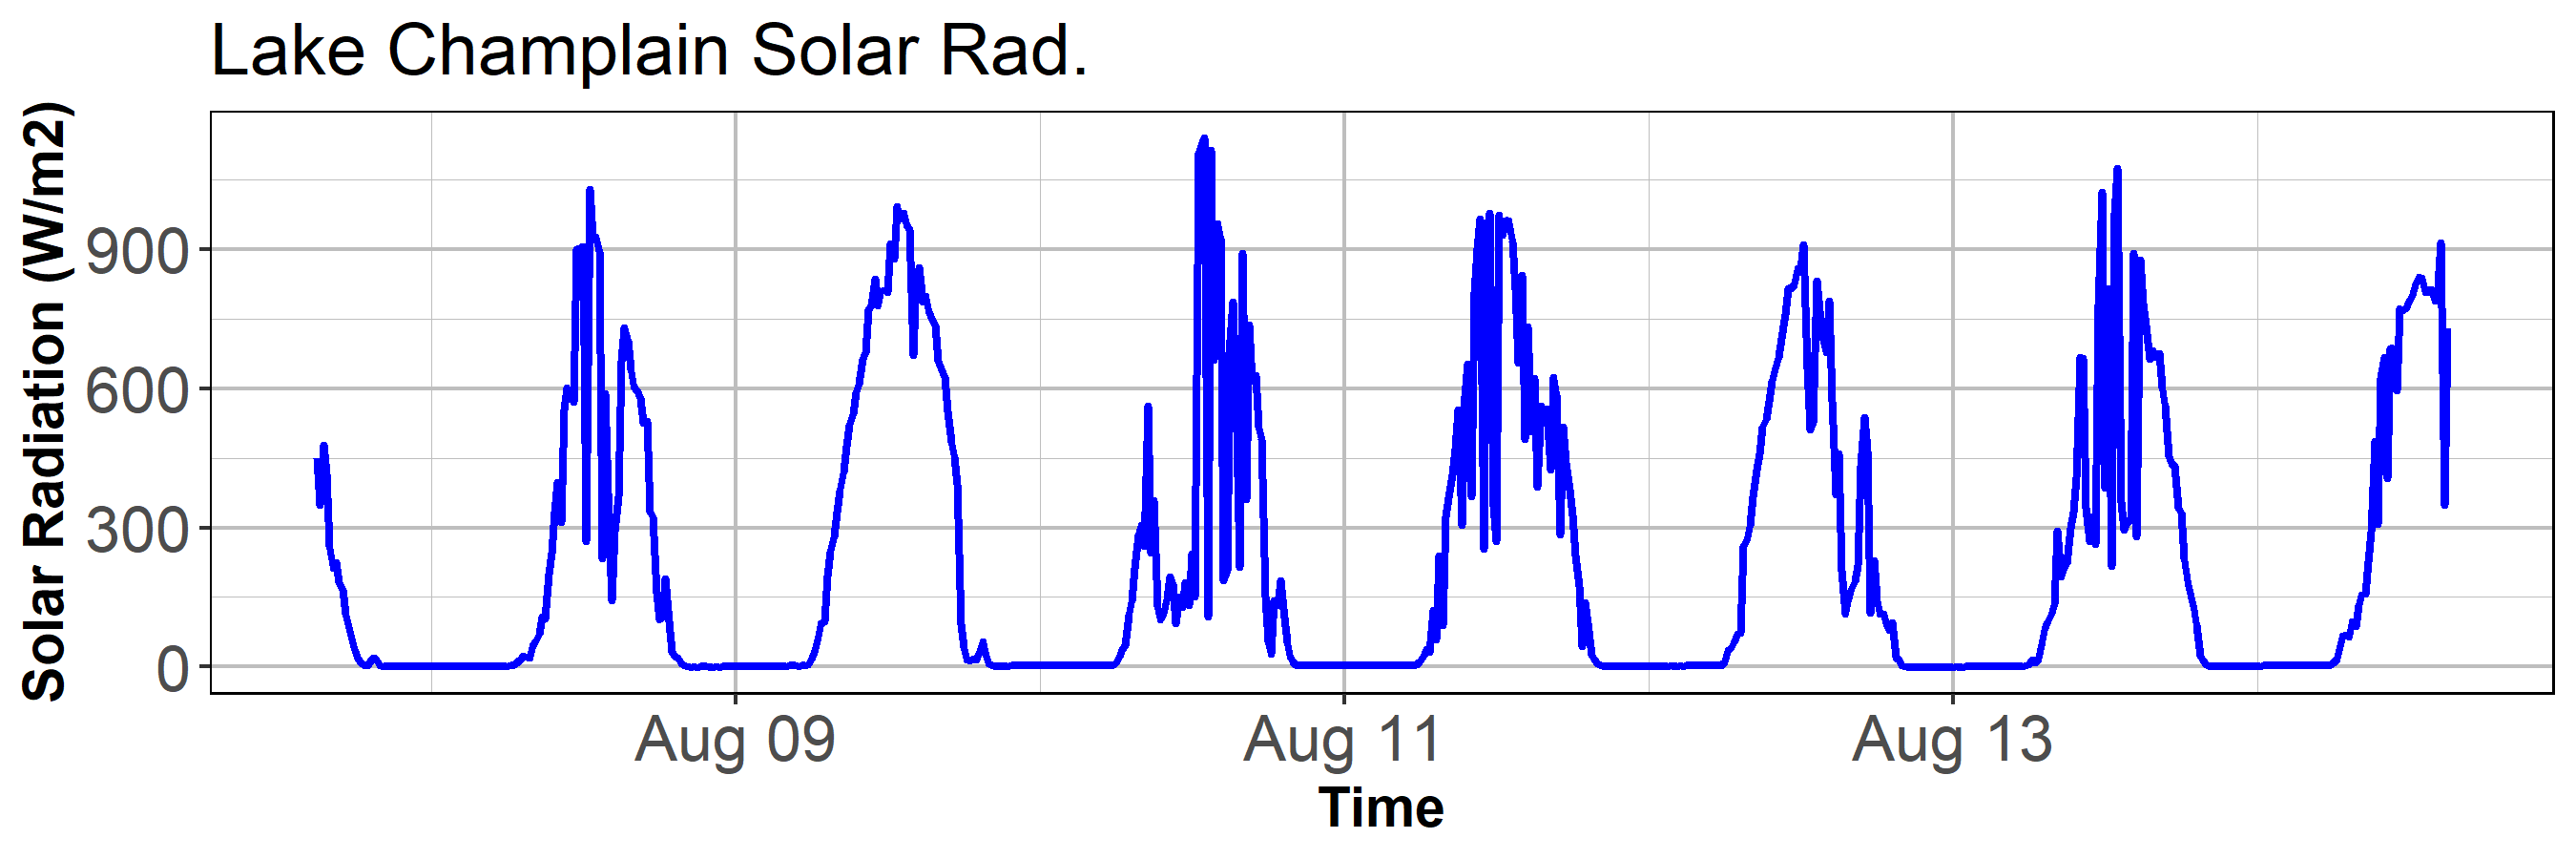 Lake Champlain Solar Rad.
Solar Radiation (W/m2)
900
600
300
0
Aug 09
Aug 11
Aug 13
Time